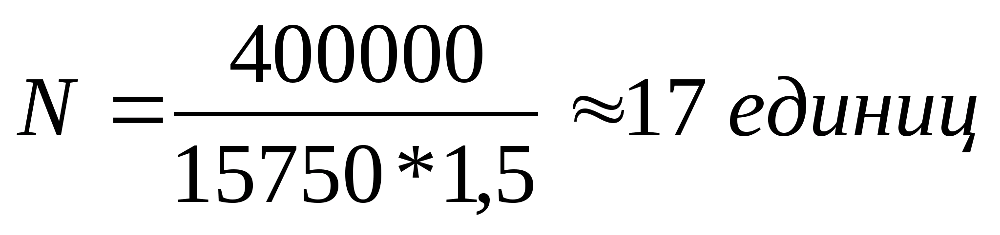 N = 400000 / 15750 * 1,5 ≈ 17 единиц